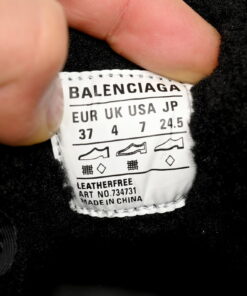 BALENCIAGA
EUR UK USA JP
37 4 7 24.5
LEATHERFREE
ART NO.734731
MADE IN CHINA